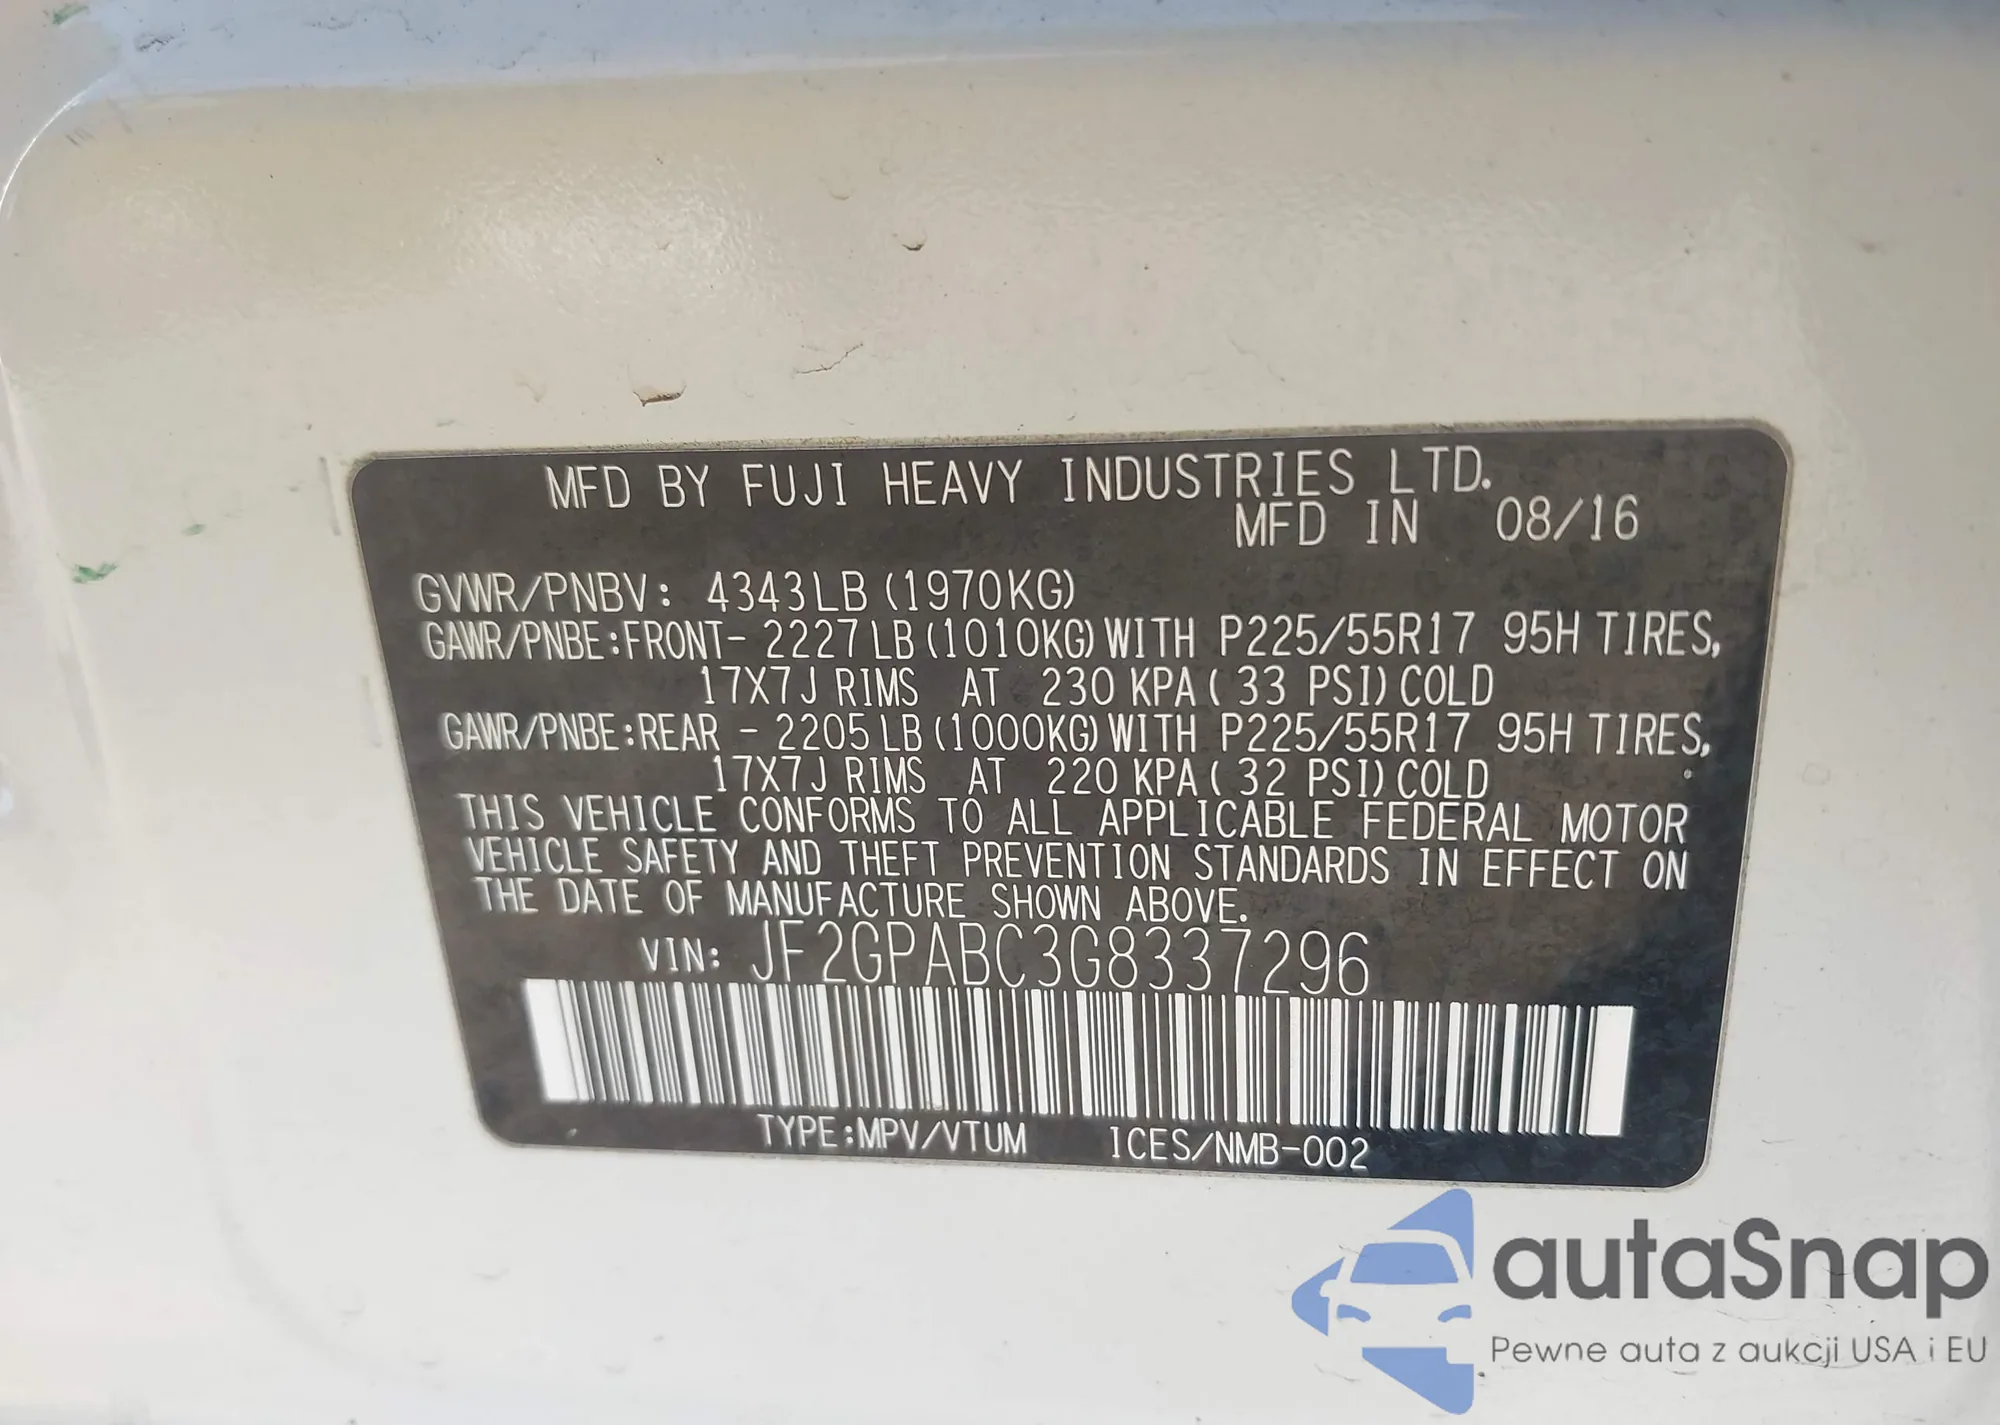 MFD BY FUJI HEAVY INDUSTRIES LTD.
MFD IN 08/16
GVWR/PNBV: 4343LB (1970KG)
GAWR/PNBE:FRONT- 2227LB (1010KG) WITH P225/55R17 95H TIRES,
17X7J RIMS AT 230 KPA ( 33 PSI) COLD
GAWR/PNBE:REAR - 2205LB (1000KG) WITH P225/55R17 95H TIRES,
17X7J RIMS AT 220 KPA ( 32 PSI) COLD
THIS VEHICLE CONFORMS TO ALL APPLICABLE FEDERAL MOTOR
VEHICLE SAFETY AND THEFT PREVENTION STANDARDS IN EFFECT ON
THE DATE OF MANUFACTURE SHOWN ABOVE.
VIN: JF2GPABC3G8337296
TYPE:MPV/VTUM ICES/NMB-002
autaSnap
Pewne auta z aukcji USA i EU